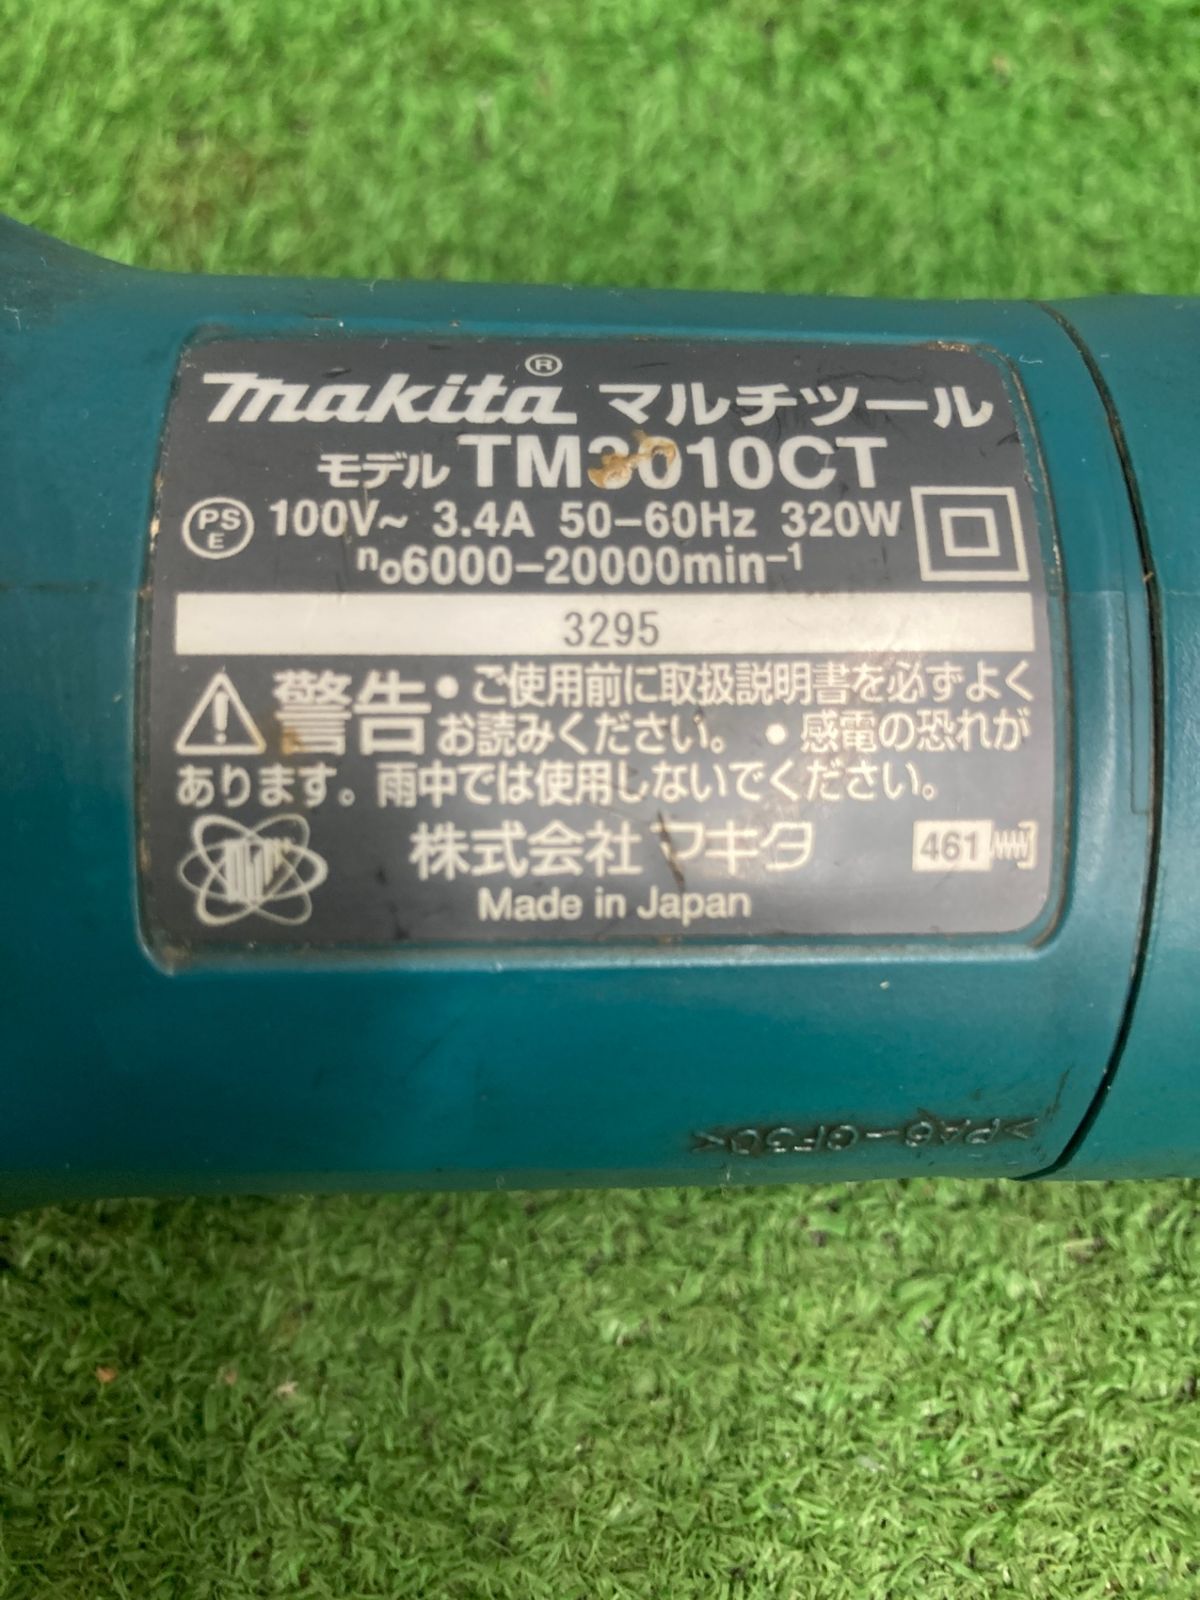 makita® マルチツール
モデル TM3010CT
PSE 100V~ 3.4A 50-60Hz 320W
n₀6000-20000min⁻¹
3295
警告 ・ご使用前に取扱説明書を必ずよく
お読みください。・感電の恐れが
あります。雨中では使用しないでください。
株式会社 マキタ
461
Made in Japan
>PA6-GF30<